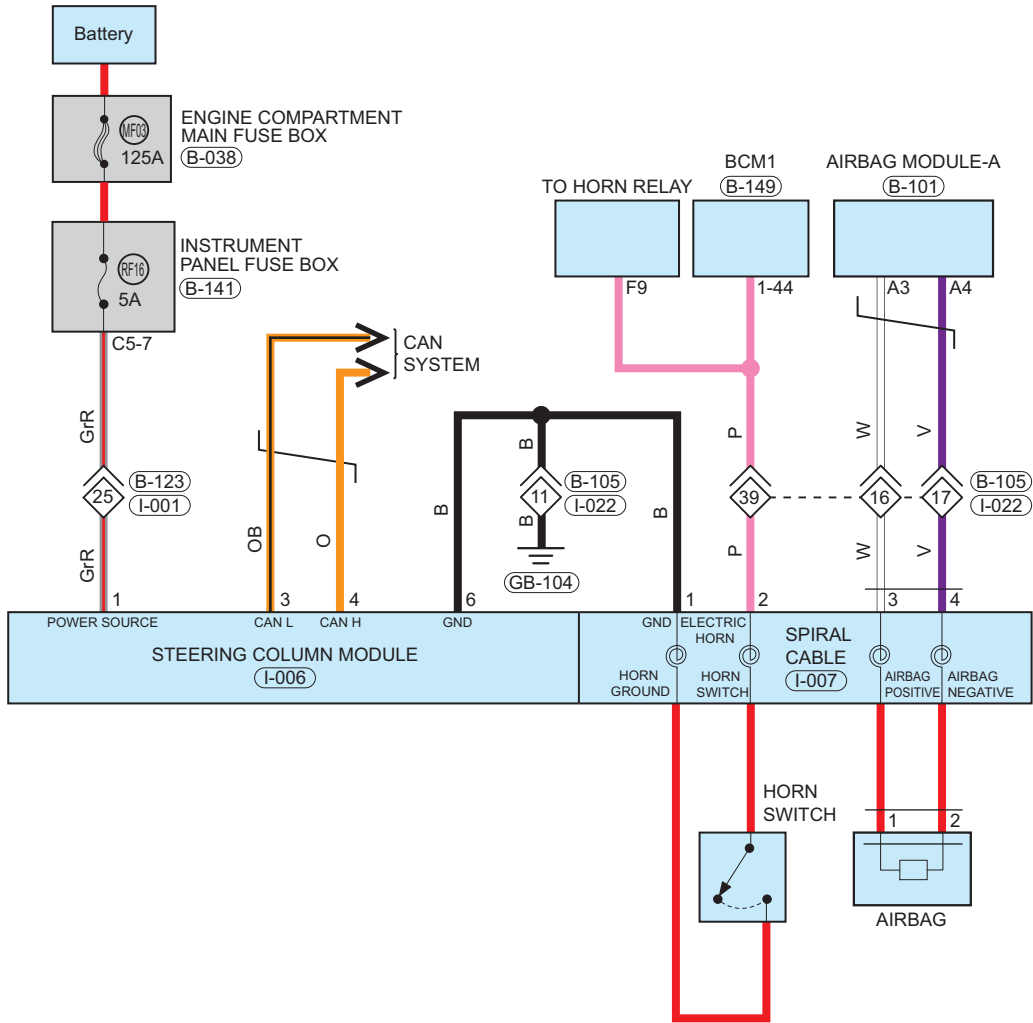 Battery
MF03
125A
ENGINE COMPARTMENT
MAIN FUSE BOX
B-038
RF16
5A
INSTRUMENT
PANEL FUSE BOX
B-141
C5-7
GrR
25
B-123
I-001
GrR
1
CAN
SYSTEM
OB
O
3
4
B
6
B
11
B
B-105
I-022
GB-104
B
1
TO HORN RELAY
F9
BCM1
B-149
1-44
P
39
P
2
AIRBAG MODULE-A
B-101
A3
A4
W
V
16
17
B-105
I-022
W
V
3
4
POWER SOURCE
CAN L
CAN H
GND
STEERING COLUMN MODULE
I-006
GND
ELECTRIC
HORN
SPIRAL
CABLE
I-007
HORN
GROUND
HORN
SWITCH
AIRBAG
POSITIVE
AIRBAG
NEGATIVE
HORN
SWITCH
1
2
AIRBAG